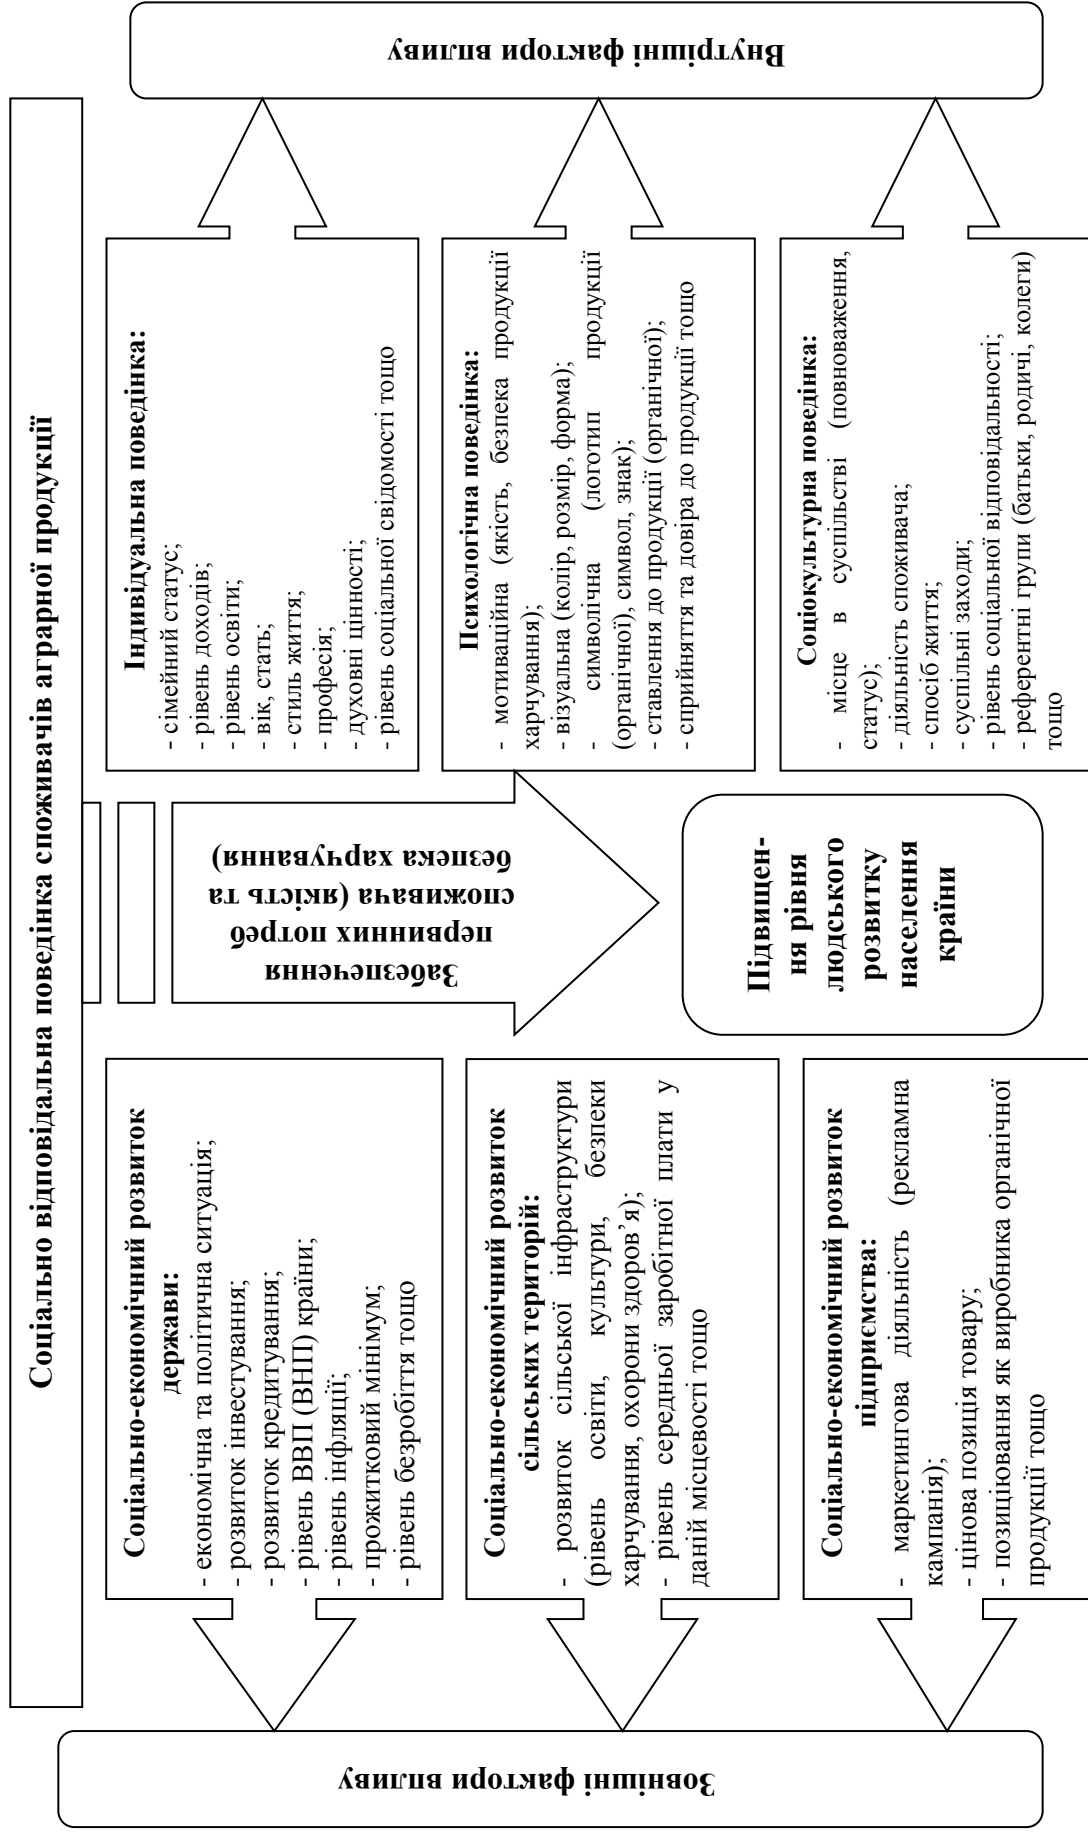 Соціально відповідальна поведінка споживачів аграрної продукції
Зовнішні фактори впливу
Соціально-економічний розвиток
держави:
- економічна та політична ситуація;
- розвиток інвестування;
- розвиток кредитування;
- рівень ВВП (ВНП) країни;
- рівень інфляції;
- прожитковий мінімум;
- рівень безробіття тощо
Соціально-економічний розвиток
сільських територій:
- розвиток сільської інфраструктури
(рівень освіти, культури, безпеки
харчування, охорони здоров’я);
- рівень середньої заробітної плати у
даній місцевості тощо
Соціально-економічний розвиток
підприємства:
- маркетингова діяльність (рекламна
кампанія);
- цінова позиція товару;
- позиціювання як виробника органічної
продукції тощо
Забезпечення
первинних потреб
споживача (якість та
безпека харчування)
Підвищен-
ня рівня
людського
розвитку
населення
країни
Індивідуальна поведінка:
- сімейний статус;
- рівень доходів;
- рівень освіти;
- вік, стать;
- стиль життя;
- професія;
- духовні цінності;
- рівень соціальної свідомості тощо
Психологічна поведінка:
- мотиваційна (якість, безпека продукції
харчування);
- візуальна (колір, розмір, форма);
- символічна (логотип продукції
(органічної), символ, знак);
- ставлення до продукції (органічної);
- сприйняття та довіра до продукції тощо
Соціокультурна поведінка:
- місце в суспільстві (повноваження,
статус);
- діяльність споживача;
- спосіб життя;
- суспільні заходи;
- рівень соціальної відповідальності;
- референтні групи (батьки, родичі, колеги)
тощо
Внутрішні фактори впливу